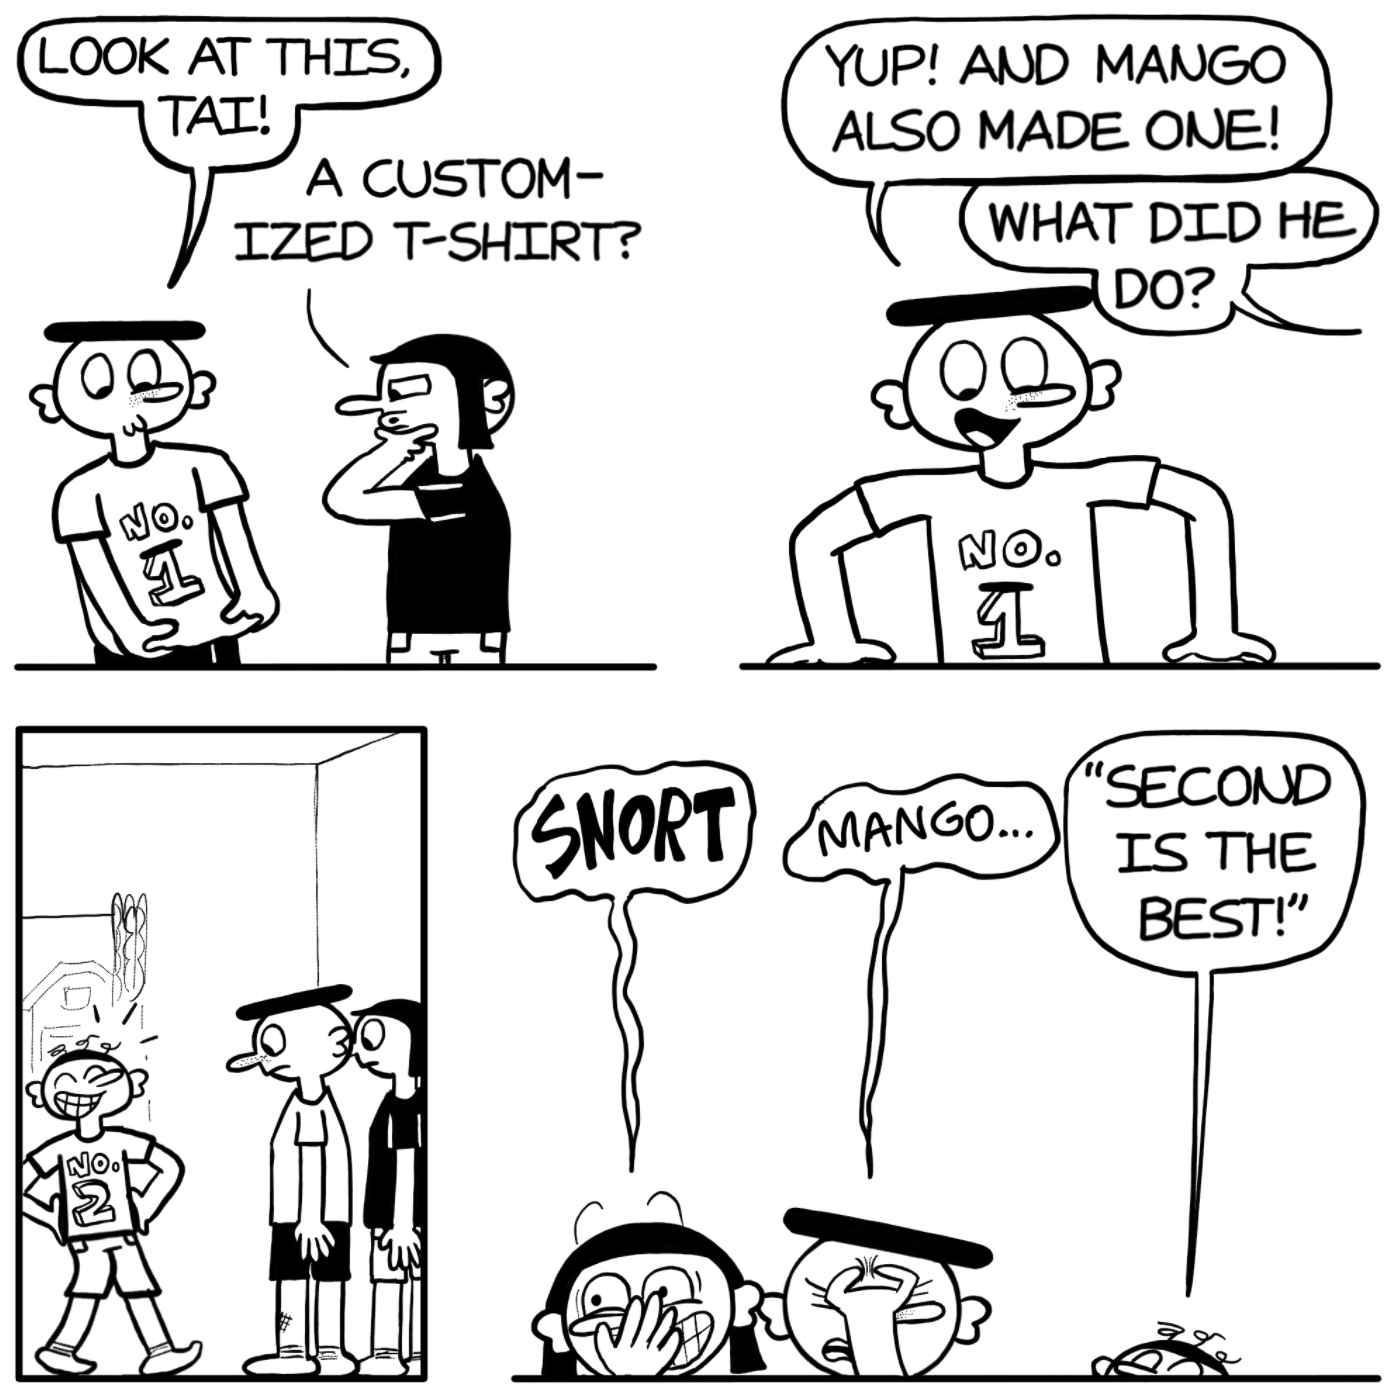 LOOK AT THIS,
TAI!
A CUSTOM-
IZED T-SHIRT?
NO.
1
YUP! AND MANGO
ALSO MADE ONE!
WHAT DID HE
DO?
NO.
1
NO.
2
SNORT
MANGO...
"SECOND
IS THE
BEST!"